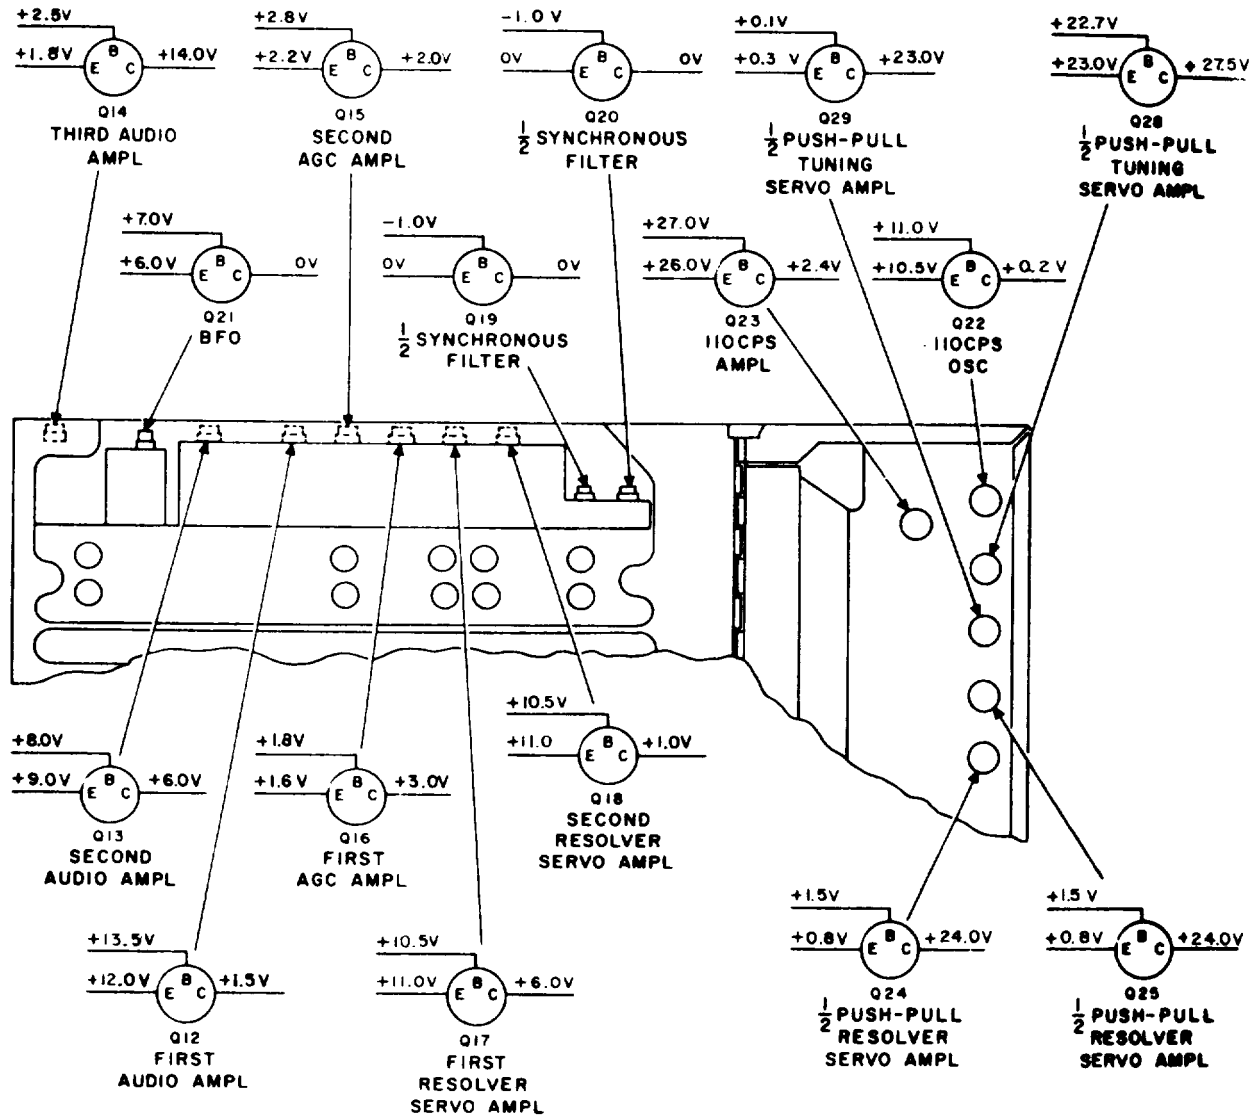 +2.5V
+1.8V B E C +14.0V
Q14
THIRD AUDIO
AMPL
+2.8V
+2.2V B E C +2.0V
Q15
SECOND
AGC AMPL
-1.0V
0V B E C 0V
Q20
1/2 SYNCHRONOUS
FILTER
+0.1V
+0.3 V B E C +23.0V
Q29
1/2 PUSH-PULL
TUNING
SERVO AMPL
+22.7V
+23.0V B E C +27.5V
Q28
1/2 PUSH-PULL
TUNING
SERVO AMPL
+7.0V
+6.0V E B C 0V
Q21
BFO
-1.0V
0V E B C 0V
Q19
1/2 SYNCHRONOUS
FILTER
+27.0V
+26.0V E B C +2.4V
Q23
110CPS
AMPL
+11.0V
+10.5V E B C +0.2V
Q22
110CPS
OSC
+8.0V
+9.0V E B C +6.0V
Q13
SECOND
AUDIO AMPL
+1.8V
+1.6V E B C +3.0V
Q16
FIRST
AGC AMPL
+10.5V
+11.0 E B C +1.0V
Q18
SECOND
RESOLVER
SERVO AMPL
+13.5V
+12.0V E B C +1.5V
Q12
FIRST
AUDIO AMPL
+10.5V
+11.0V E B C +6.0V
Q17
FIRST
RESOLVER
SERVO AMPL
+1.5V
+0.8V E B C +24.0V
Q24
1/2 PUSH-PULL
RESOLVER
SERVO AMPL
+1.5V
+0.8V E B C +24.0V
Q25
1/2 PUSH-PULL
RESOLVER
SERVO AMPL